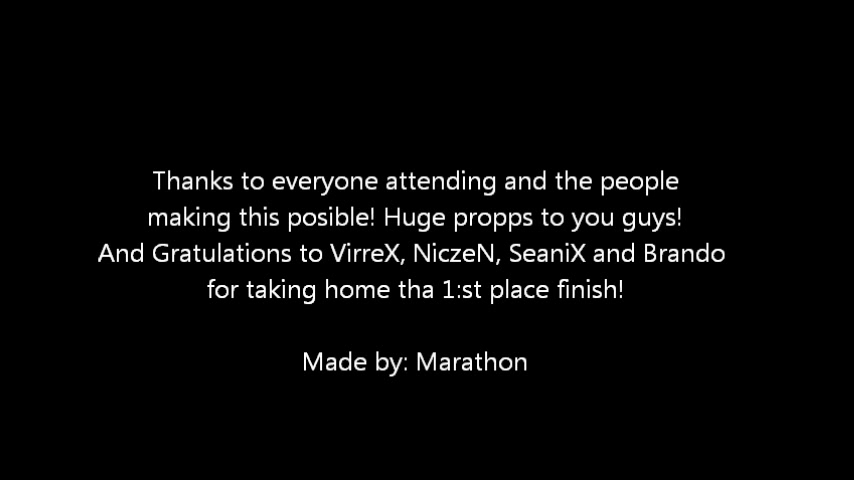 Thanks to everyone attending and the people
making this posible! Huge propps to you guys!
And Gratulations to VirreX, NiczeN, SeaniX and Brando
for taking home tha 1:st place finish!
Made by: Marathon